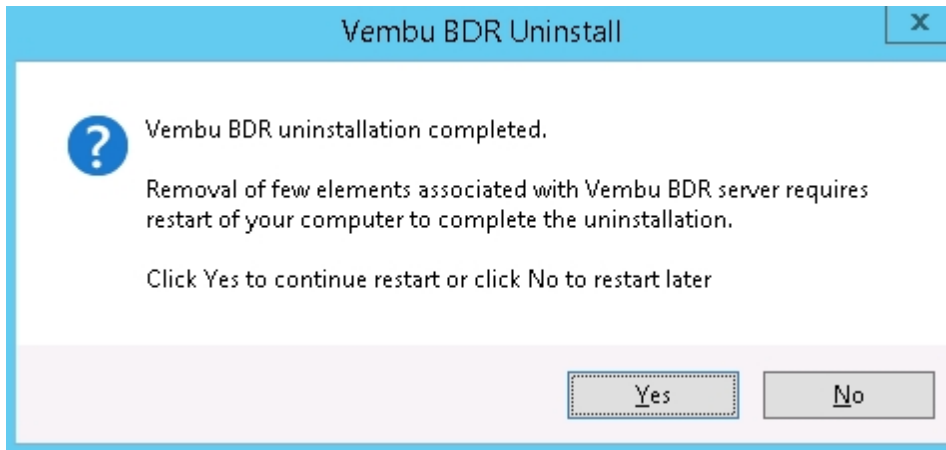 Vembu BDR Uninstall
x
?
Vembu BDR uninstallation completed.
Removal of few elements associated with Vembu BDR server requires
restart of your computer to complete the uninstallation.
Click Yes to continue restart or click No to restart later
Yes
No